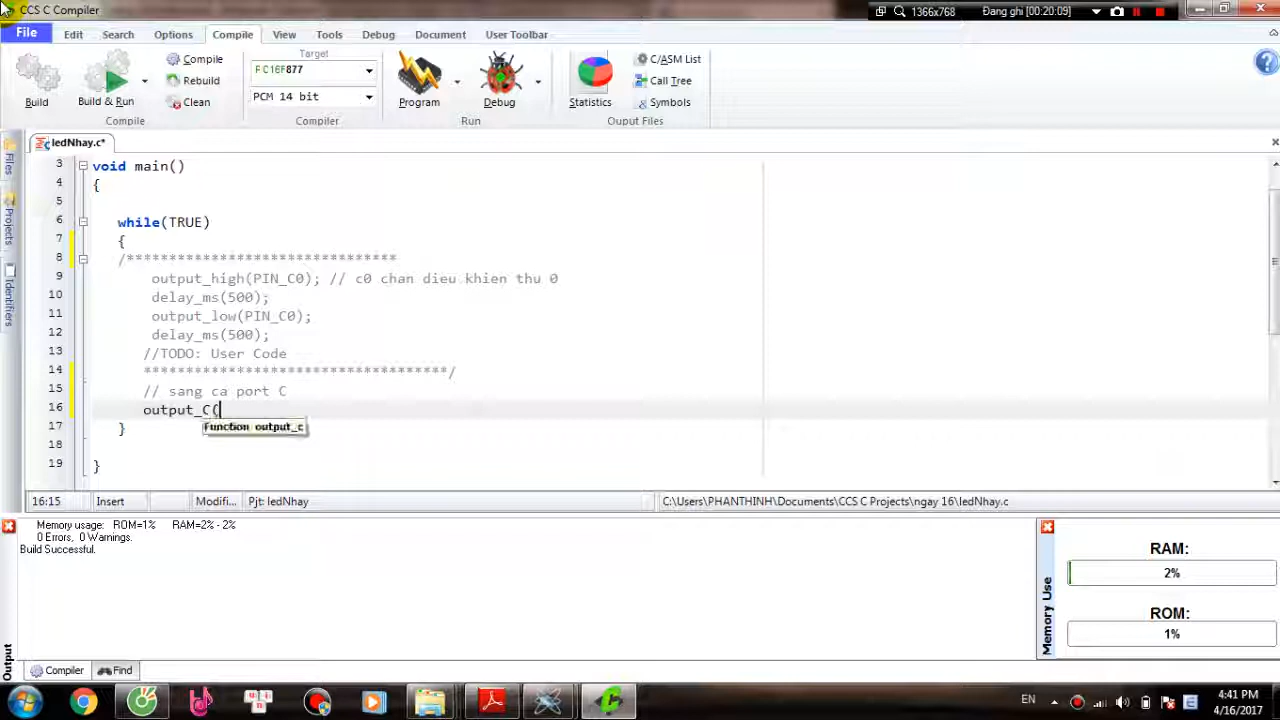 CCS C Compiler
1366x768
Đang ghi [00:20:09]
File Edit Search Options Compile View Tools Debug Document User Toolbar
Build
Build & Run
Compile
Rebuild
Clean
Compile
Target
PIC16F877
PCM 14 bit
Compiler
Program
Debug
Run
Statistics
C/ASM List
Call Tree
Symbols
Ouput Files
Files
Projects
Identifiers
ledNhay.c*
3 void main()
4 {
5
6 while(TRUE)
7 {
8 /********************************
9 output_high(PIN_C0); // c0 chan dieu khien thu 0
10 delay_ms(500);
11 output_low(PIN_C0);
12 delay_ms(500);
13 //TODO: User Code
14 ************************************/
15 // sang ca port C
16 output_C(
Function output_c
17 }
18
19 }
16:15 Insert Modifi... Pjt: ledNhay C:\Users\PHANTHINH\Documents\CCS C Projects\ngay 16\ledNhay.c
Memory usage: ROM=1% RAM=2% - 2%
0 Errors, 0 Warnings.
Build Successful.
Output
Memory Use
RAM:
2%
ROM:
1%
Compiler Find
EN
4:41 PM
4/16/2017